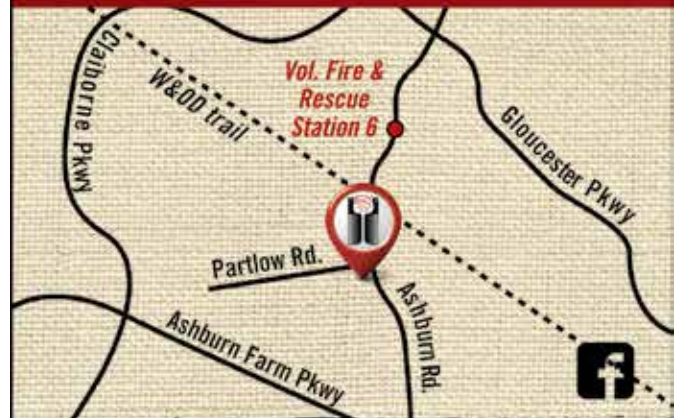 Claiborne Pkwy
W&OD trail
Vol. Fire &
Rescue
Station 6
Gloucester Pkwy
Partlow Rd.
Ashburn Rd.
Ashburn Farm Pkwy